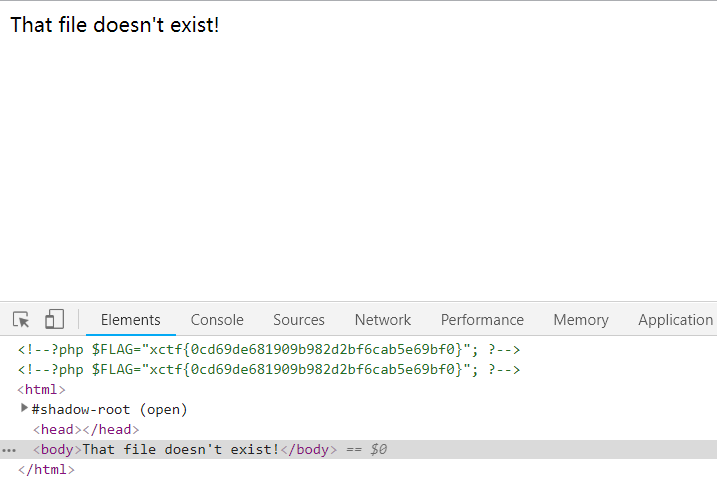 That file doesn't exist!
Elements Console Sources Network Performance Memory Application
<!--?php $FLAG="xctf{0cd69de681909b982d2bf6cab5e69bf0}"; ?-->
<!--?php $FLAG="xctf{0cd69de681909b982d2bf6cab5e69bf0}"; ?-->
<html>
#shadow-root (open)
<head></head>
<body>That file doesn't exist!</body> == $0
</html>